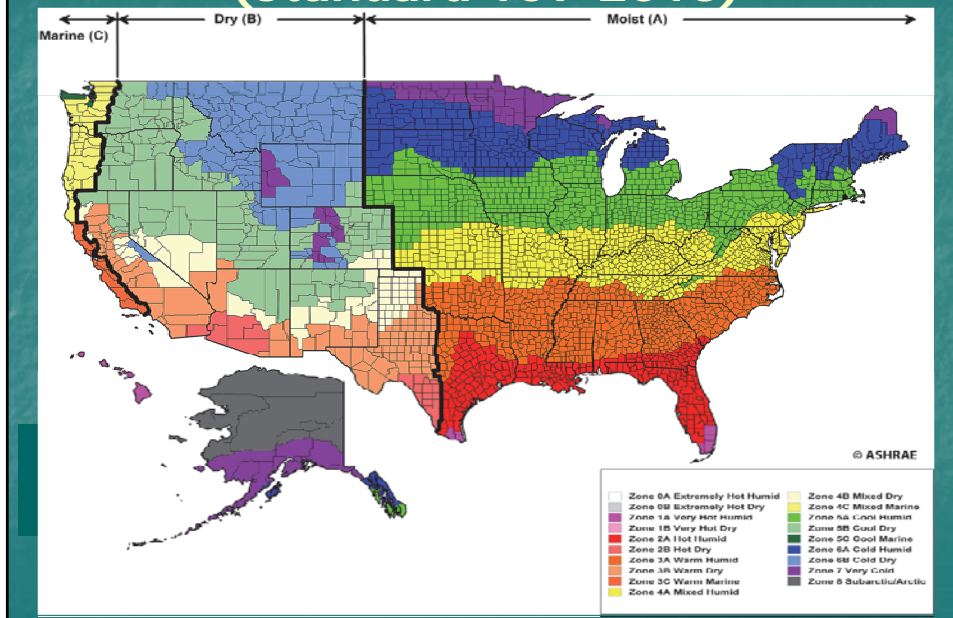 (Standard 169-2013)
Marine (C)
Dry (B)
Moist (A)
© ASHRAE
Zone 0A Extremely Hot Humid
Zone 0B Extremely Hot Dry
Zone 1A Very Hot Humid
Zone 1B Very Hot Dry
Zone 2A Hot Humid
Zone 2B Hot Dry
Zone 3A Warm Humid
Zone 3B Warm Dry
Zone 3C Warm Marine
Zone 4A Mixed Humid
Zone 4B Mixed Dry
Zone 4C Mixed Marine
Zone 5A Cool Humid
Zone 5B Cool Dry
Zone 5C Cool Marine
Zone 6A Cold Humid
Zone 6B Cold Dry
Zone 7 Very Cold
Zone 8 Subarctic/Arctic